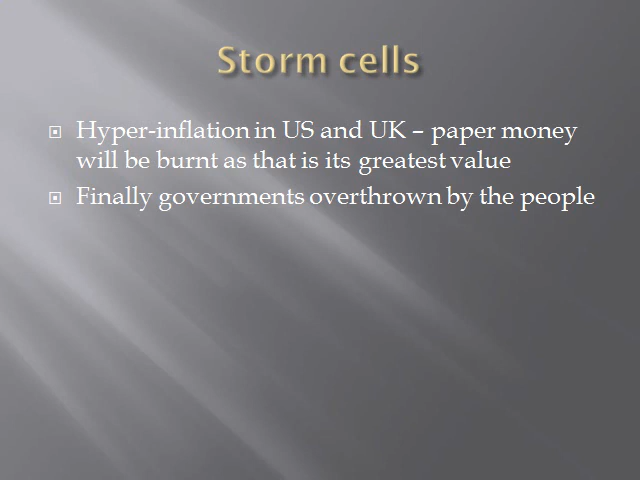 Storm cells
Hyper-inflation in US and UK – paper money
will be burnt as that is its greatest value
Finally governments overthrown by the people